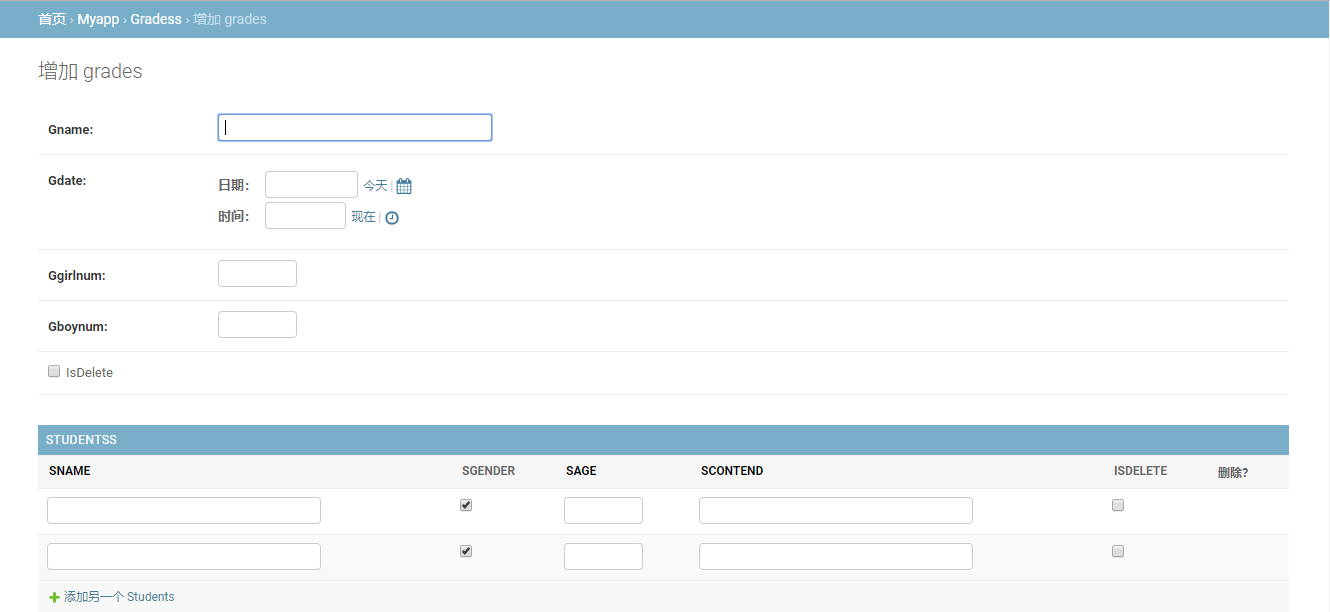 首页 › Myapp › Gradess › 增加 grades
增加 grades
Gname:
Gdate:
日期： 今天 |
时间： 现在 |
Ggirlnum:
Gboynum:
IsDelete
STUDENTSS
SNAME SGENDER SAGE SCONTEND ISDELETE 删除?
添加另一个 Students